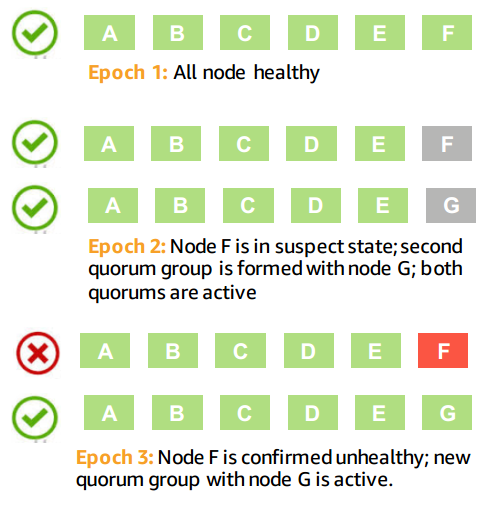 A B C D E F
Epoch 1: All node healthy
A B C D E F
A B C D E G
Epoch 2: Node F is in suspect state; second
quorum group is formed with node G; both
quorums are active
A B C D E F
A B C D E G
Epoch 3: Node F is confirmed unhealthy; new
quorum group with node G is active.